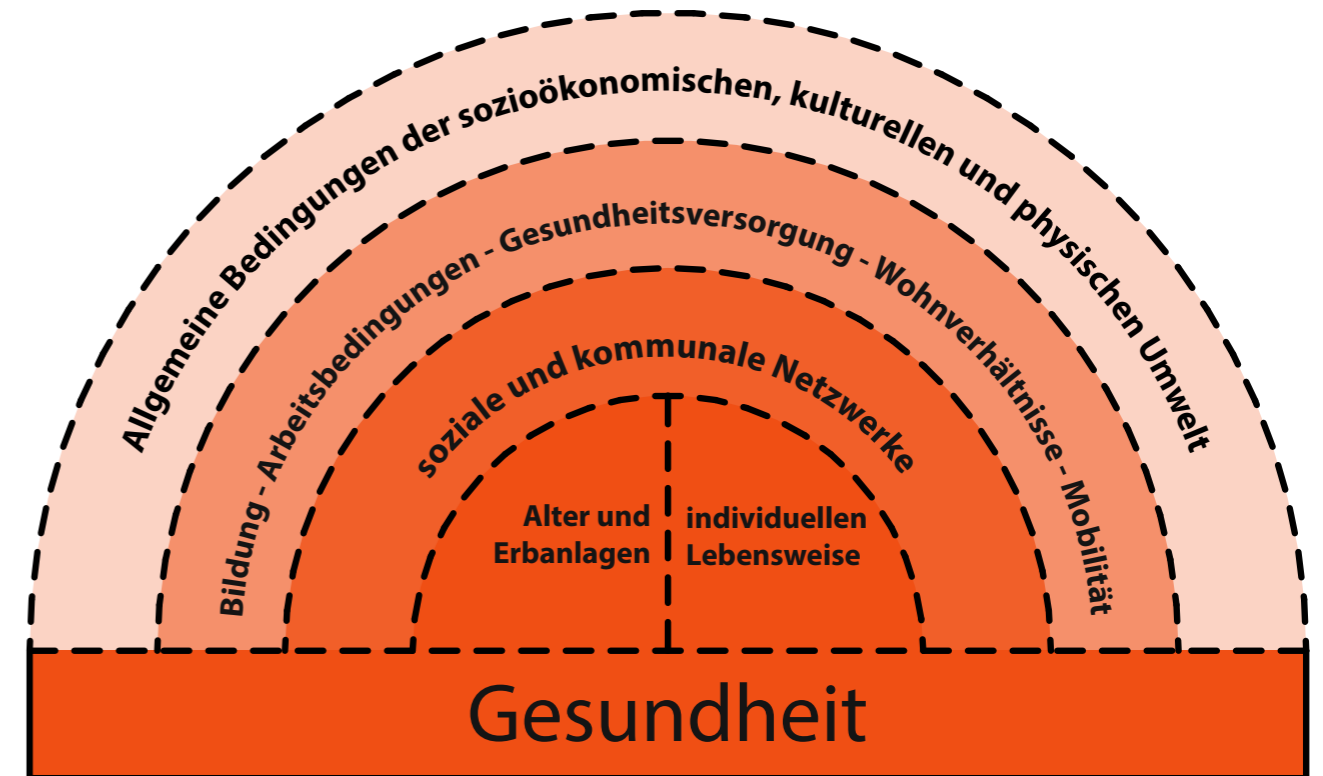 Allgemeine Bedingungen der sozioökonomischen, kulturellen und physischen Umwelt
Bildung - Arbeitsbedingungen - Gesundheitsversorgung - Wohnverhältnisse - Mobilität
soziale und kommunale Netzwerke
Alter und
Erbanlagen
individuellen
Lebensweise
Gesundheit